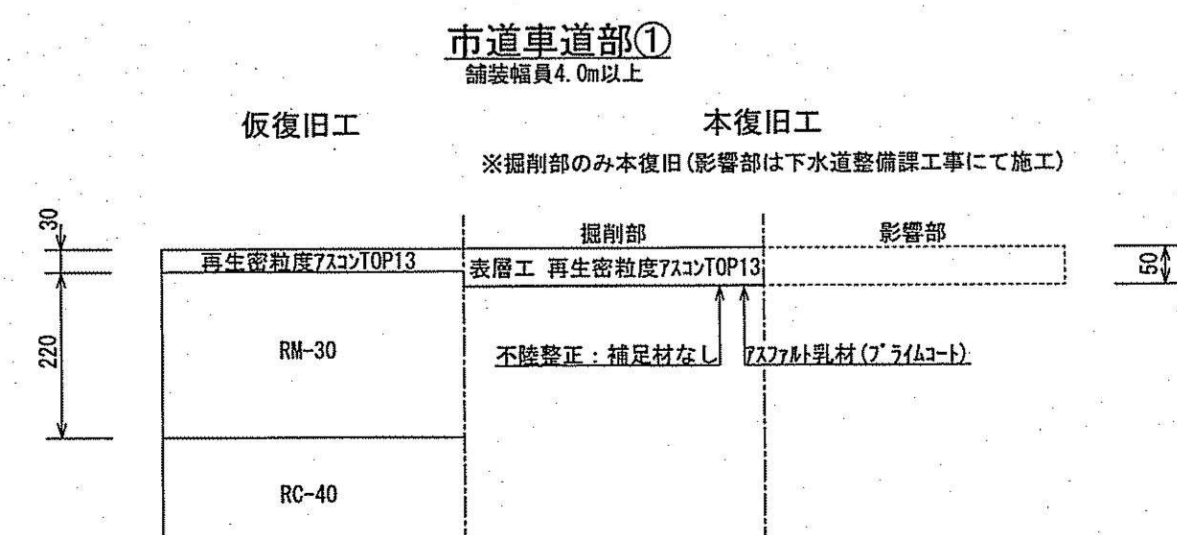 市道車道部①
舗装幅員4.0m以上
仮復旧工
本復旧工
※掘削部のみ本復旧(影響部は下水道整備課工事にて施工)
30
掘削部
影響部
再生密粒度アスコンTOP13
表層工 再生密粒度アスコンTOP13
50
220
RM-30
不陸整正:補足材なし
アスファルト乳材(プライムコート)
RC-40